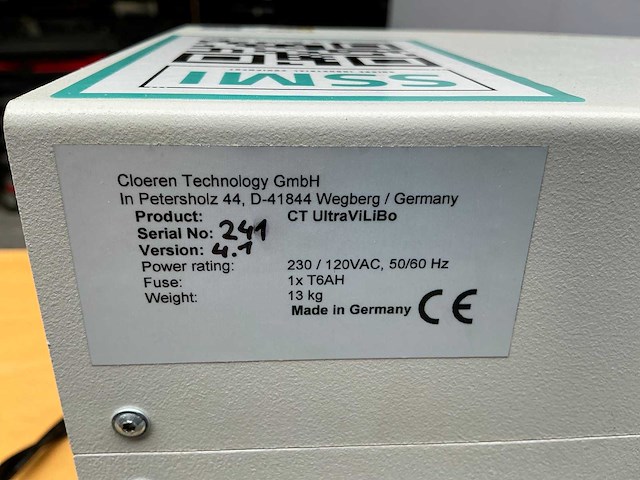 SSMI
Cloeren Technology GmbH
In Petersholz 44, D-41844 Wegberg / Germany
Product: CT UltraViLiBo
Serial No: 241
Version: 4.1
Power rating: 230 / 120VAC, 50/60 Hz
Fuse: 1x T6AH
Weight: 13 kg
Made in Germany CE